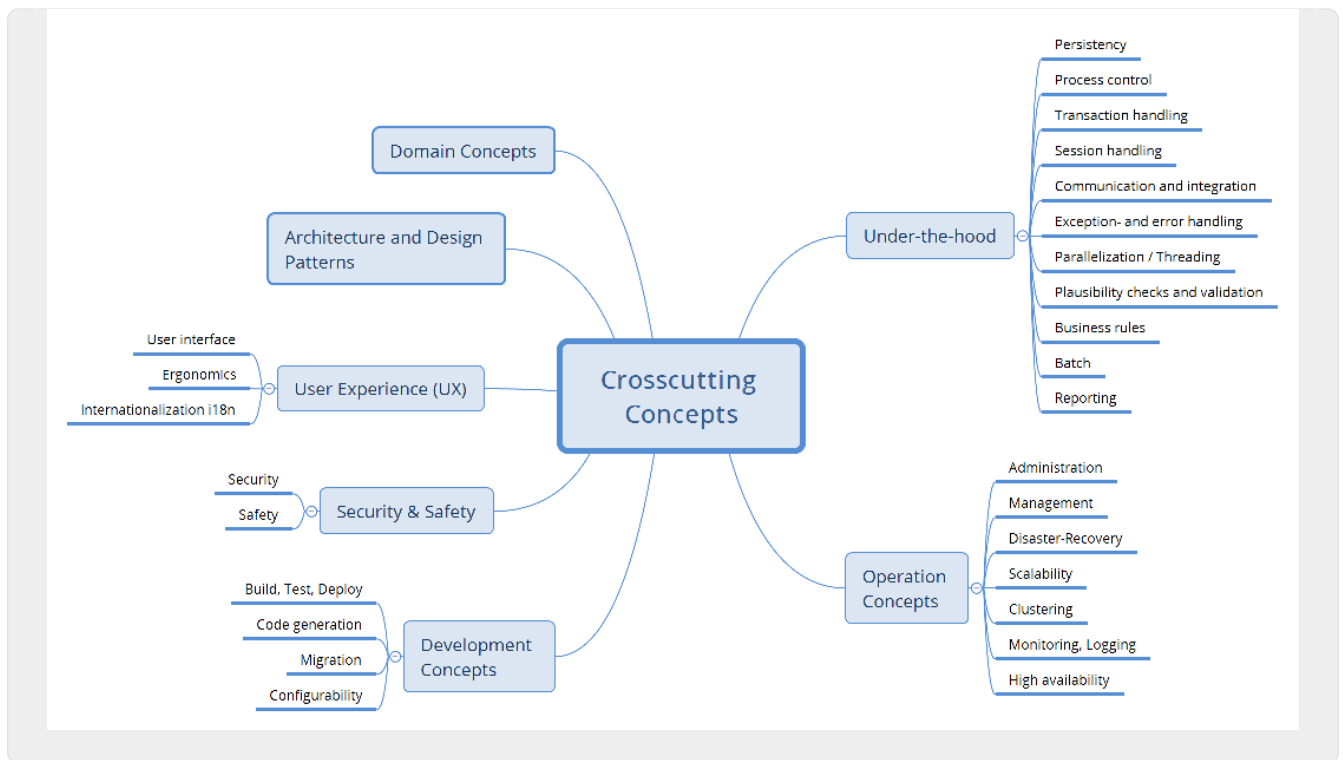 Crosscutting
Concepts
Domain Concepts
Architecture and Design
Patterns
User Experience (UX)
User interface
Ergonomics
Internationalization i18n
Security & Safety
Security
Safety
Development
Concepts
Build, Test, Deploy
Code generation
Migration
Configurability
Under-the-hood
Persistency
Process control
Transaction handling
Session handling
Communication and integration
Exception- and error handling
Parallelization / Threading
Plausibility checks and validation
Business rules
Batch
Reporting
Operation
Concepts
Administration
Management
Disaster-Recovery
Scalability
Clustering
Monitoring, Logging
High availability